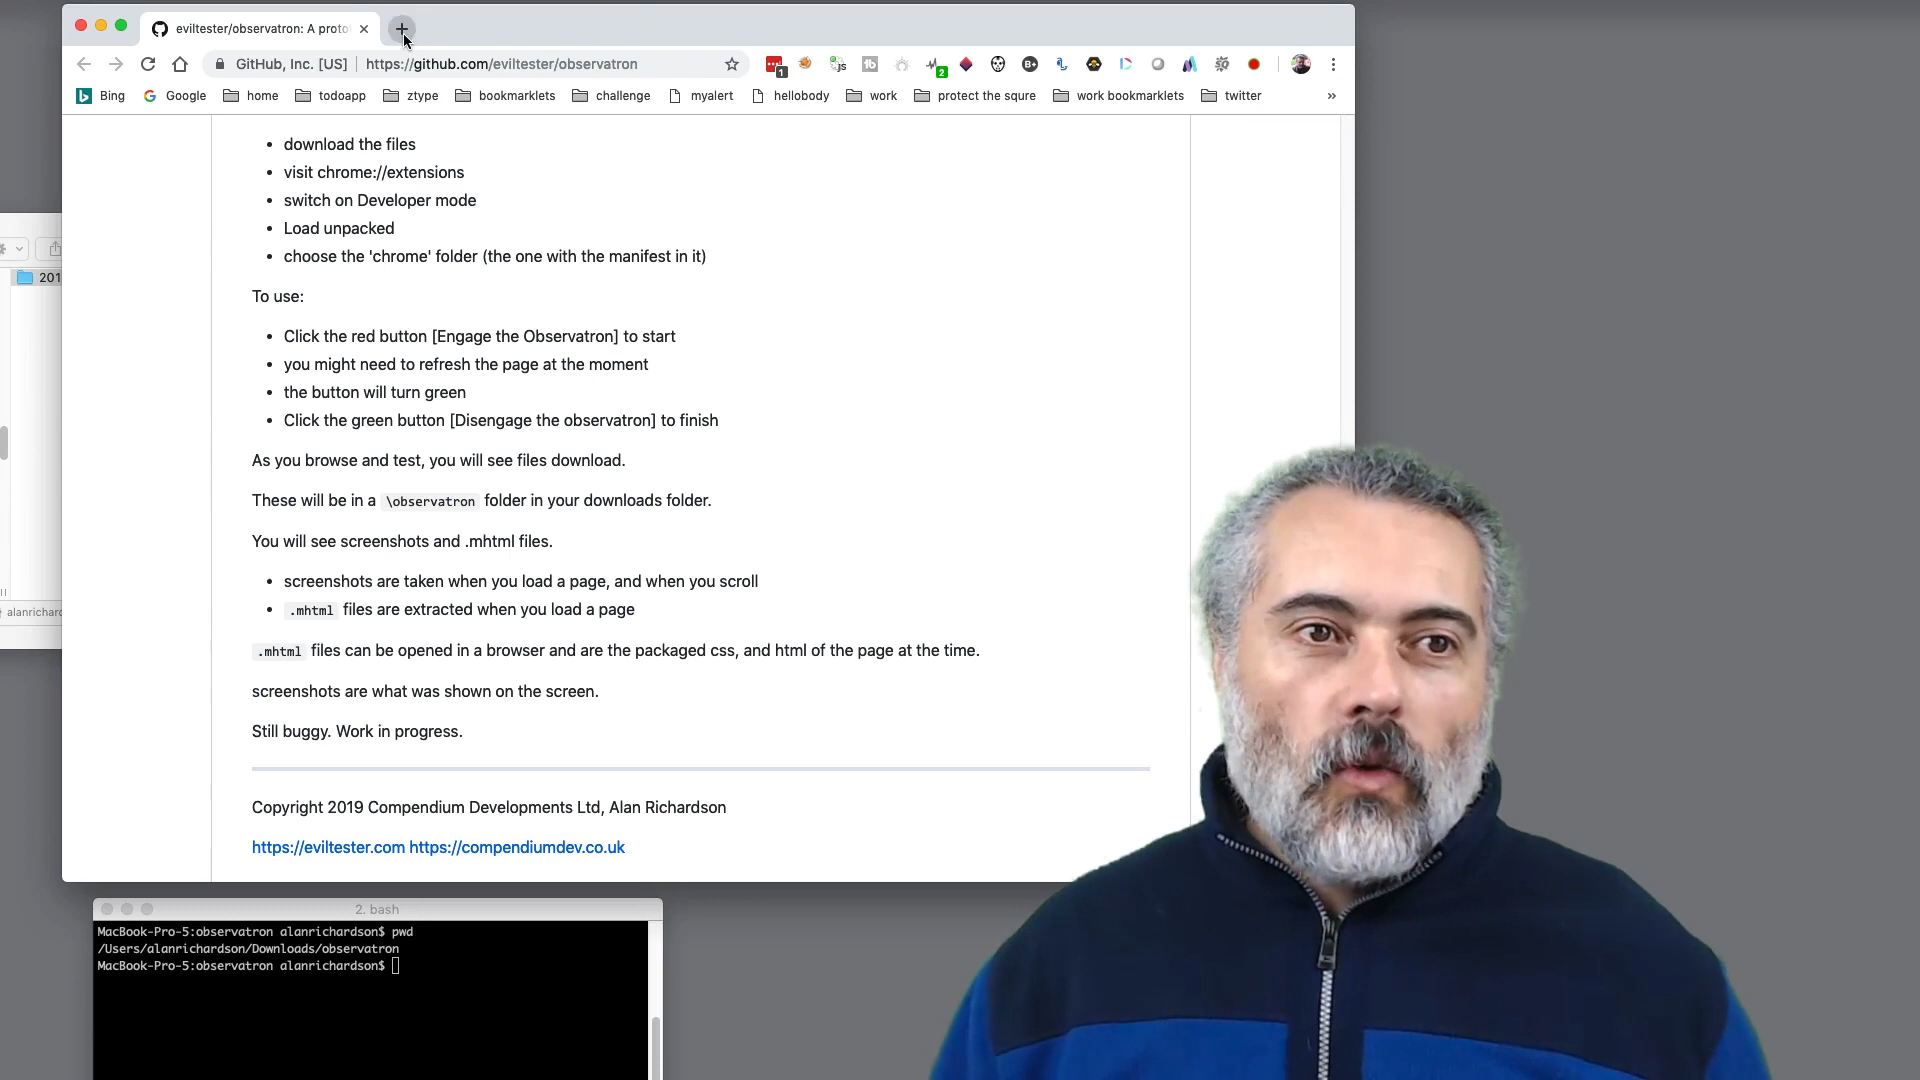 eviltester/observatron: A proto
GitHub, Inc. [US] https://github.com/eviltester/observatron
1
js
tb
2
B+
Bing Google home todoapp ztype bookmarklets challenge myalert hellobody work protect the squre work bookmarklets twitter »
download the files
visit chrome://extensions
switch on Developer mode
Load unpacked
choose the 'chrome' folder (the one with the manifest in it)
To use:
Click the red button [Engage the Observatron] to start
you might need to refresh the page at the moment
the button will turn green
Click the green button [Disengage the observatron] to finish
As you browse and test, you will see files download.
These will be in a \observatron folder in your downloads folder.
You will see screenshots and .mhtml files.
screenshots are taken when you load a page, and when you scroll
.mhtml files are extracted when you load a page
.mhtml files can be opened in a browser and are the packaged css, and html of the page at the time.
screenshots are what was shown on the screen.
Still buggy. Work in progress.
Copyright 2019 Compendium Developments Ltd, Alan Richardson
https://eviltester.com https://compendiumdev.co.uk
201
alanrichard
2. bash
MacBook-Pro-5:observatron alanrichardson$ pwd
/Users/alanrichardson/Downloads/observatron
MacBook-Pro-5:observatron alanrichardson$